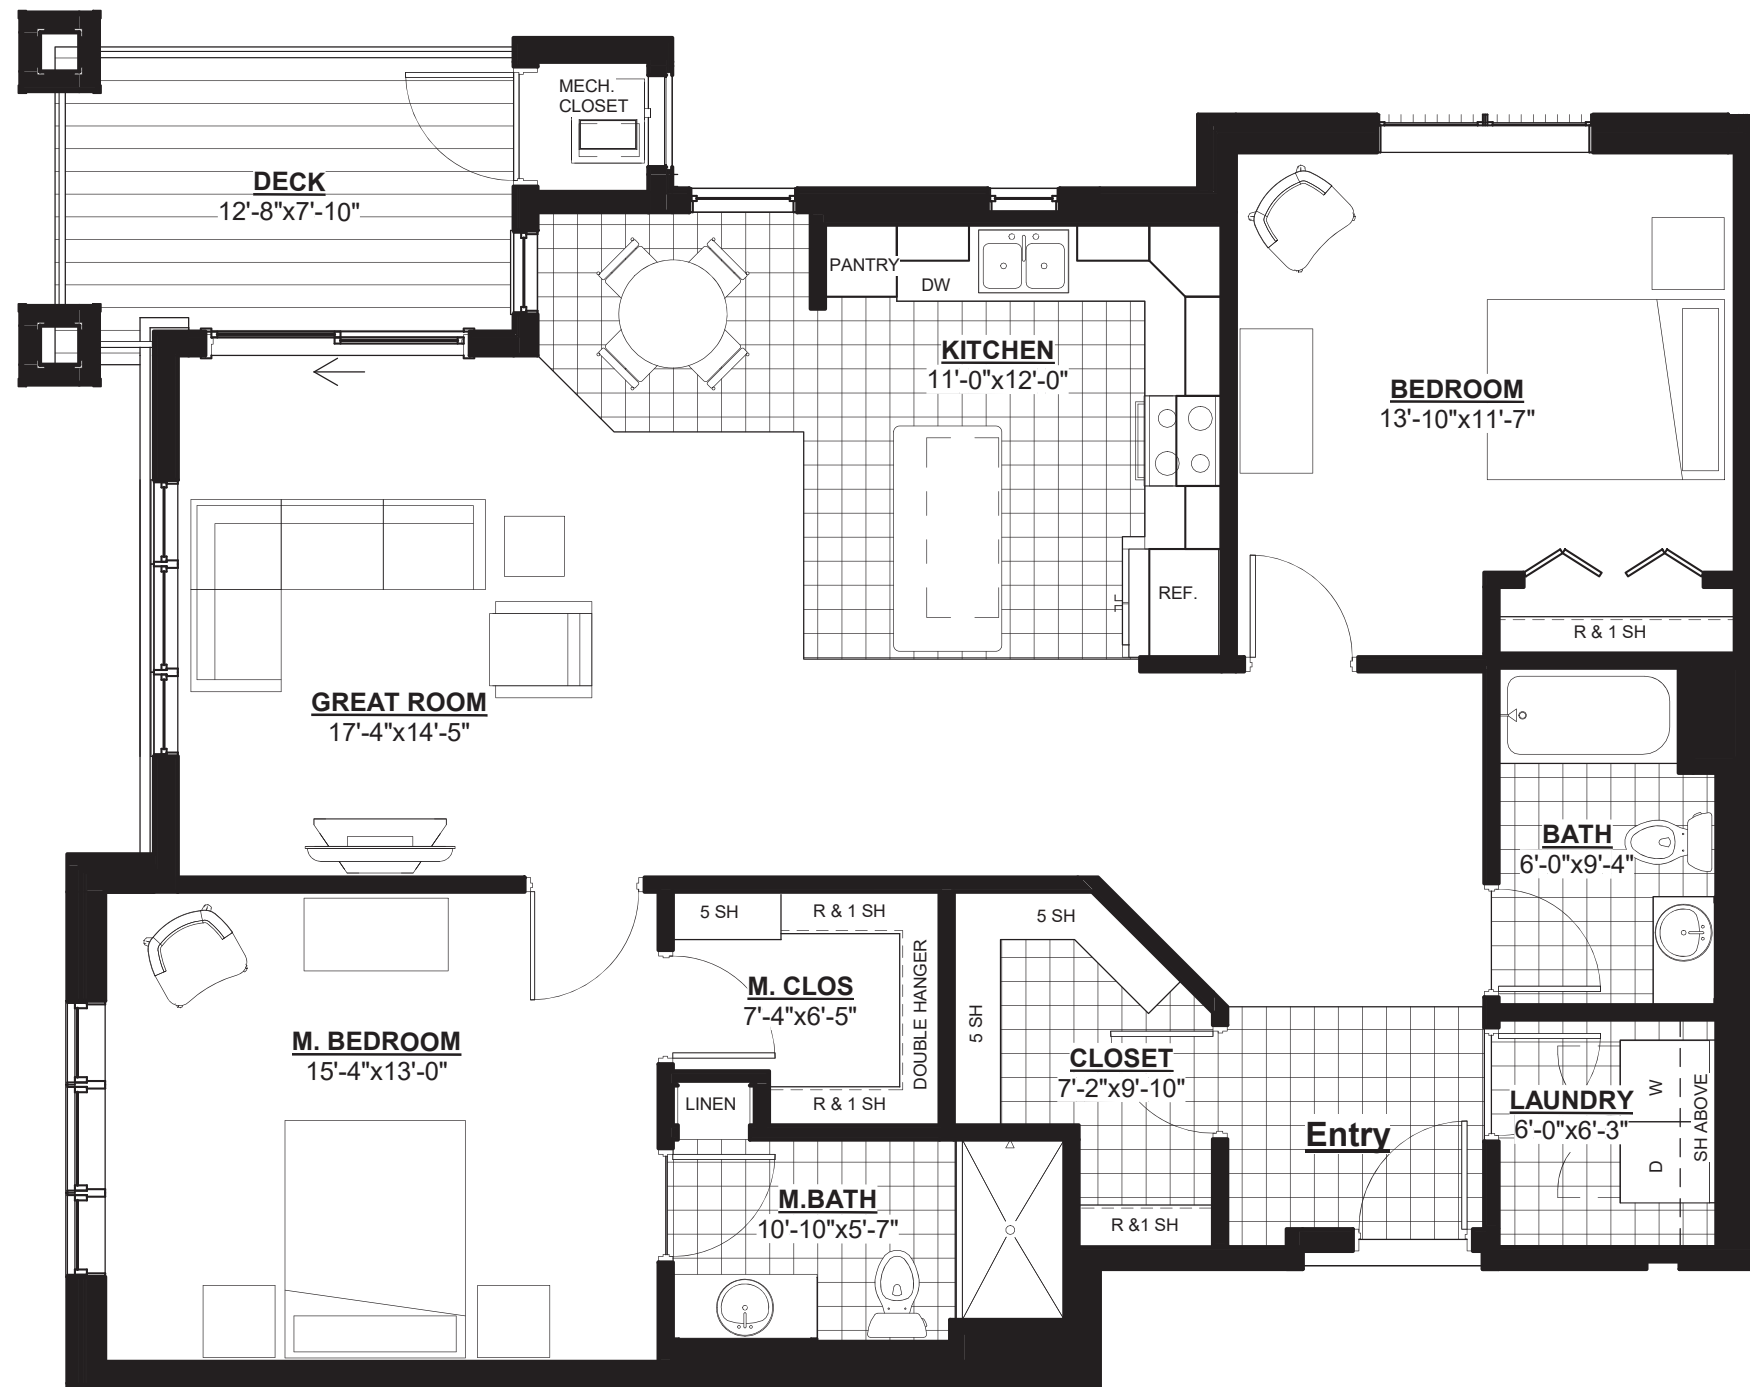 MECH.
CLOSET
DECK
12'-8"x7'-10"
PANTRY
DW
KITCHEN
11'-0"x12'-0"
BEDROOM
13'-10"x11'-7"
REF.
R & 1 SH
GREAT ROOM
17'-4"x14'-5"
BATH
6'-0"x9'-4"
5 SH
R & 1 SH
5 SH
M. CLOS
7'-4"x6'-5"
DOUBLE HANGER
5 SH
M. BEDROOM
15'-4"x13'-0"
CLOSET
7'-2"x9'-10"
LINEN
R & 1 SH
Entry
LAUNDRY
6'-0"x6'-3"
W
D
SH ABOVE
M.BATH
10'-10"x5'-7"
R &1 SH